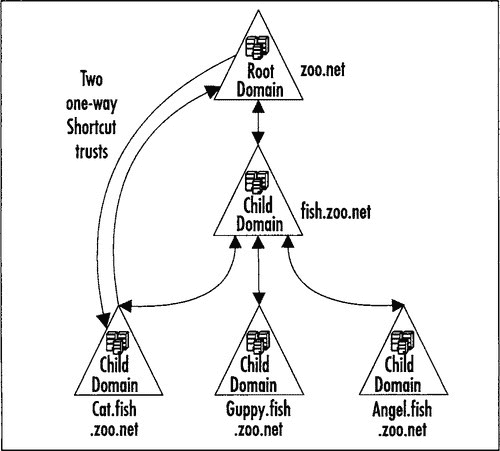 Root
Domain
zoo.net
Two
one-way
Shortcut
trusts
Child
Domain
fish.zoo.net
Child
Domain
Cat.fish
.zoo.net
Child
Domain
Guppy.fish
.zoo.net
Child
Domain
Angel.fish
.zoo.net